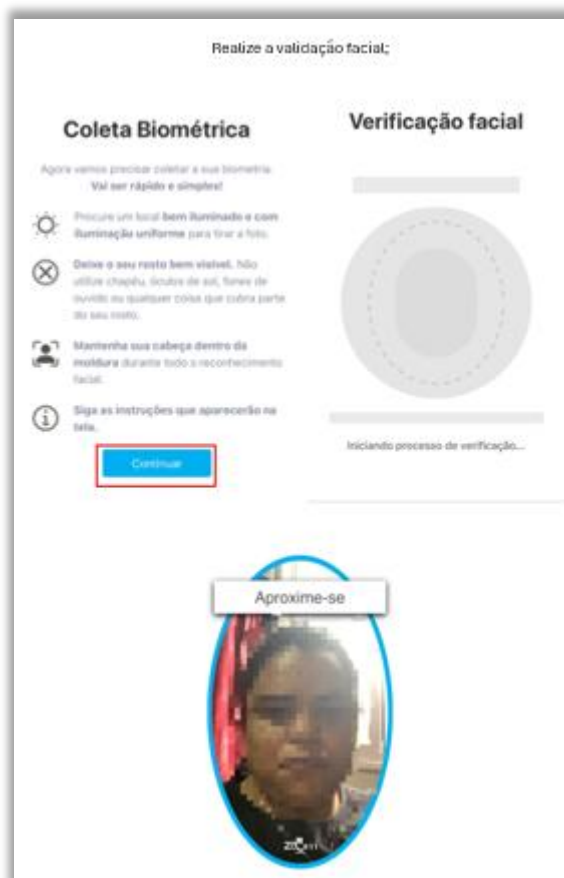 Realize a validação facial;
Coleta Biométrica
Agora vamos precisar coletar a sua biometria.
Vai ser rápido e simples!
Procure um local bem iluminado e com
iluminação uniforme para tirar a foto.
Deixe o seu rosto bem visível. Não
utilize chapéu, óculos de sol, fones de
ouvido ou qualquer coisa que cubra parte
do seu rosto.
Mantenha sua cabeça dentro da
moldura durante todo o reconhecimento
facial.
Siga as instruções que aparecerão na
tela.
Continuar
Verificação facial
Iniciando processo de verificação...
Aproxime-se